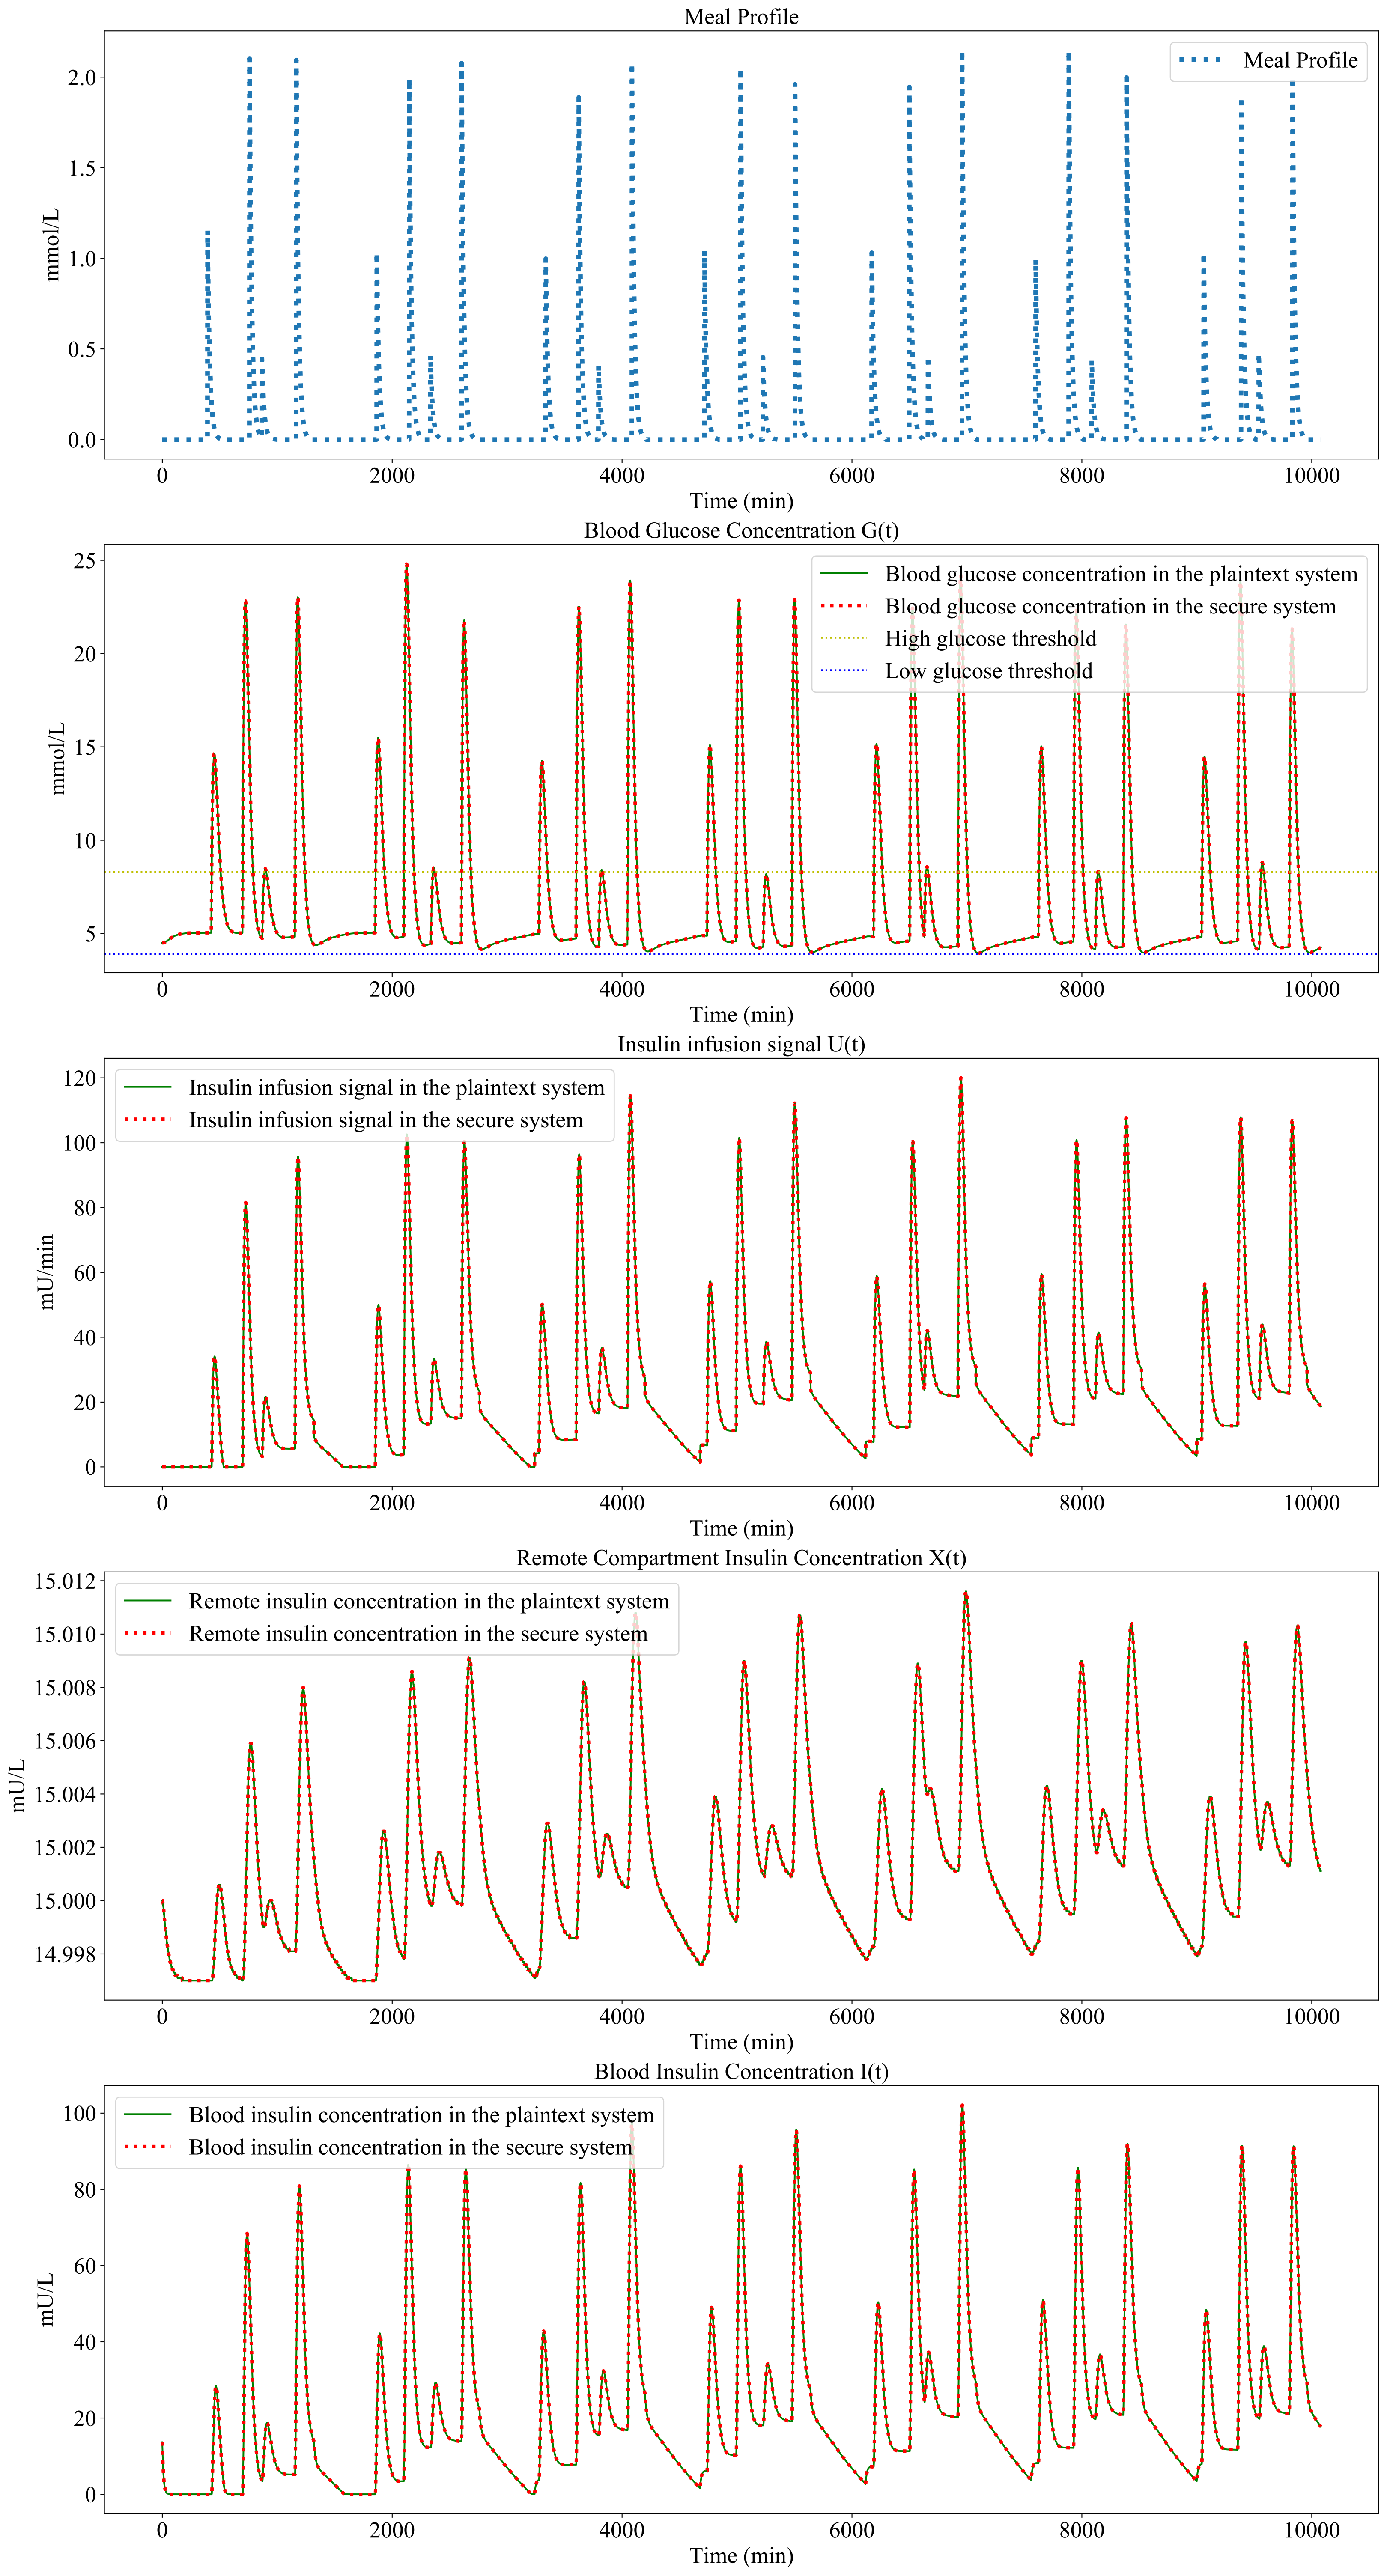 Meal Profile
Meal Profile
mmol/L
2.0
1.5
1.0
0.5
0.0
0 2000 4000 6000 8000 10000
Time (min)
Blood Glucose Concentration G(t)
Blood glucose concentration in the plaintext system
Blood glucose concentration in the secure system
High glucose threshold
Low glucose threshold
mmol/L
25
20
15
10
5
0 2000 4000 6000 8000 10000
Time (min)
Insulin infusion signal U(t)
Insulin infusion signal in the plaintext system
Insulin infusion signal in the secure system
mU/min
120
100
80
60
40
20
0
0 2000 4000 6000 8000 10000
Time (min)
Remote Compartment Insulin Concentration X(t)
Remote insulin concentration in the plaintext system
Remote insulin concentration in the secure system
mU/L
15.012
15.010
15.008
15.006
15.004
15.002
15.000
14.998
0 2000 4000 6000 8000 10000
Time (min)
Blood Insulin Concentration I(t)
Blood insulin concentration in the plaintext system
Blood insulin concentration in the secure system
mU/L
100
80
60
40
20
0
0 2000 4000 6000 8000 10000
Time (min)